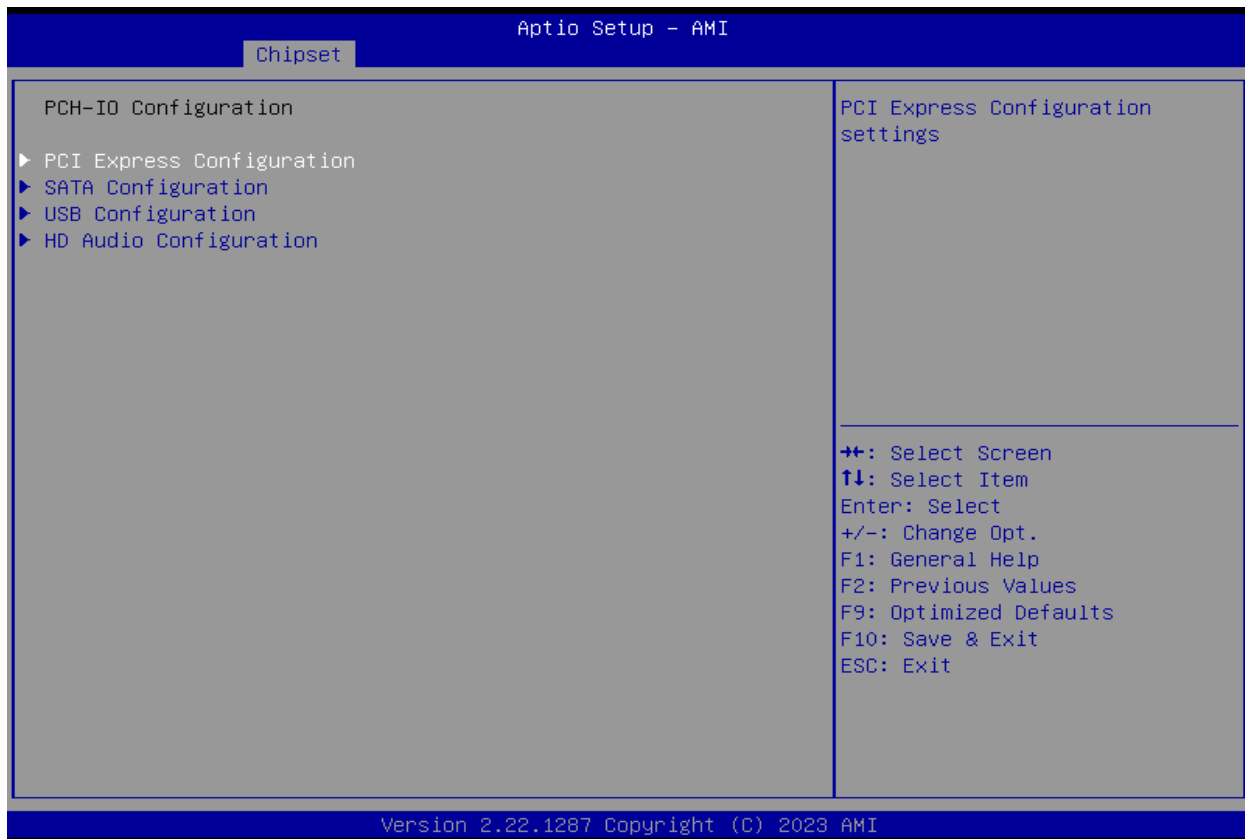 Aptio Setup – AMI
Chipset
PCH-IO Configuration
▶ PCI Express Configuration
▶ SATA Configuration
▶ USB Configuration
▶ HD Audio Configuration
PCI Express Configuration
settings
→←: Select Screen
↑↓: Select Item
Enter: Select
+/-: Change Opt.
F1: General Help
F2: Previous Values
F9: Optimized Defaults
F10: Save & Exit
ESC: Exit
Version 2.22.1287 Copyright (C) 2023 AMI